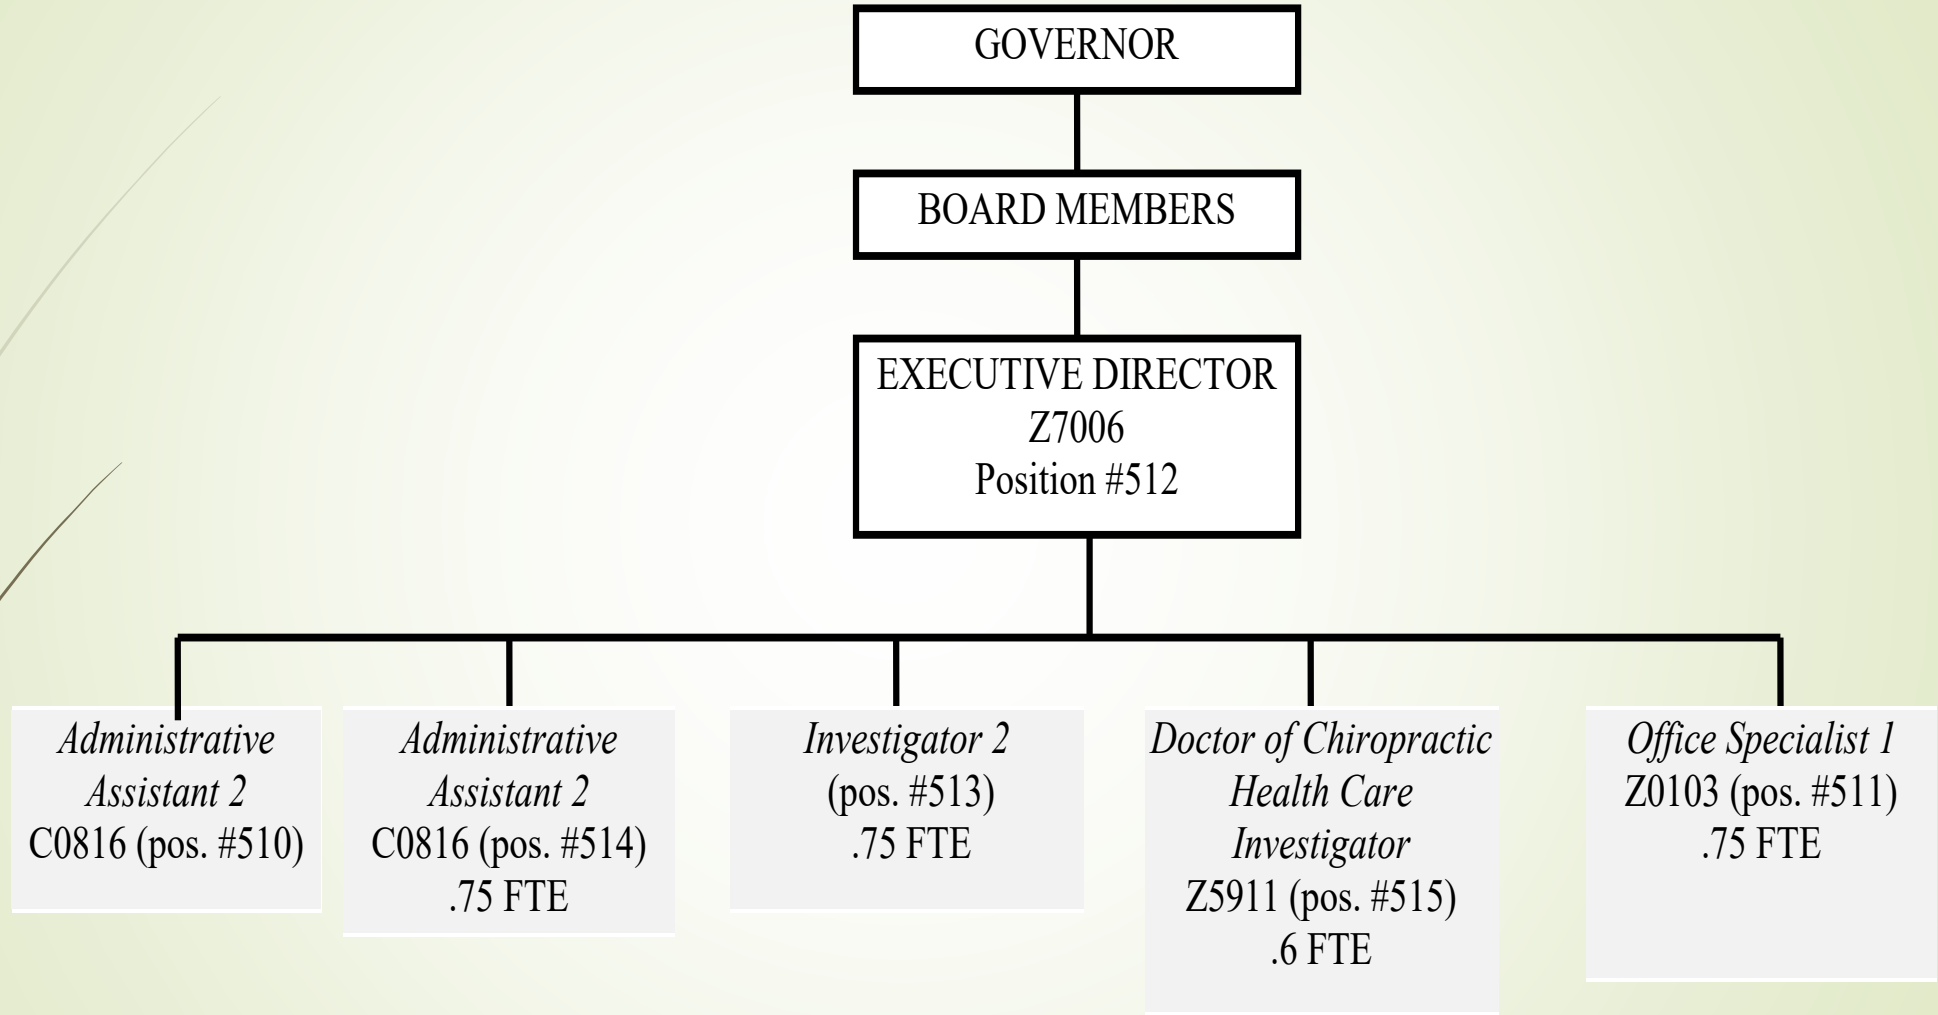 GOVERNOR
BOARD MEMBERS
EXECUTIVE DIRECTOR
Z7006
Position #512
Administrative
Assistant 2
C0816 (pos. #510)
Administrative
Assistant 2
C0816 (pos. #514)
.75 FTE
Investigator 2
(pos. #513)
.75 FTE
Doctor of Chiropractic
Health Care
Investigator
Z5911 (pos. #515)
.6 FTE
Office Specialist 1
Z0103 (pos. #511)
.75 FTE